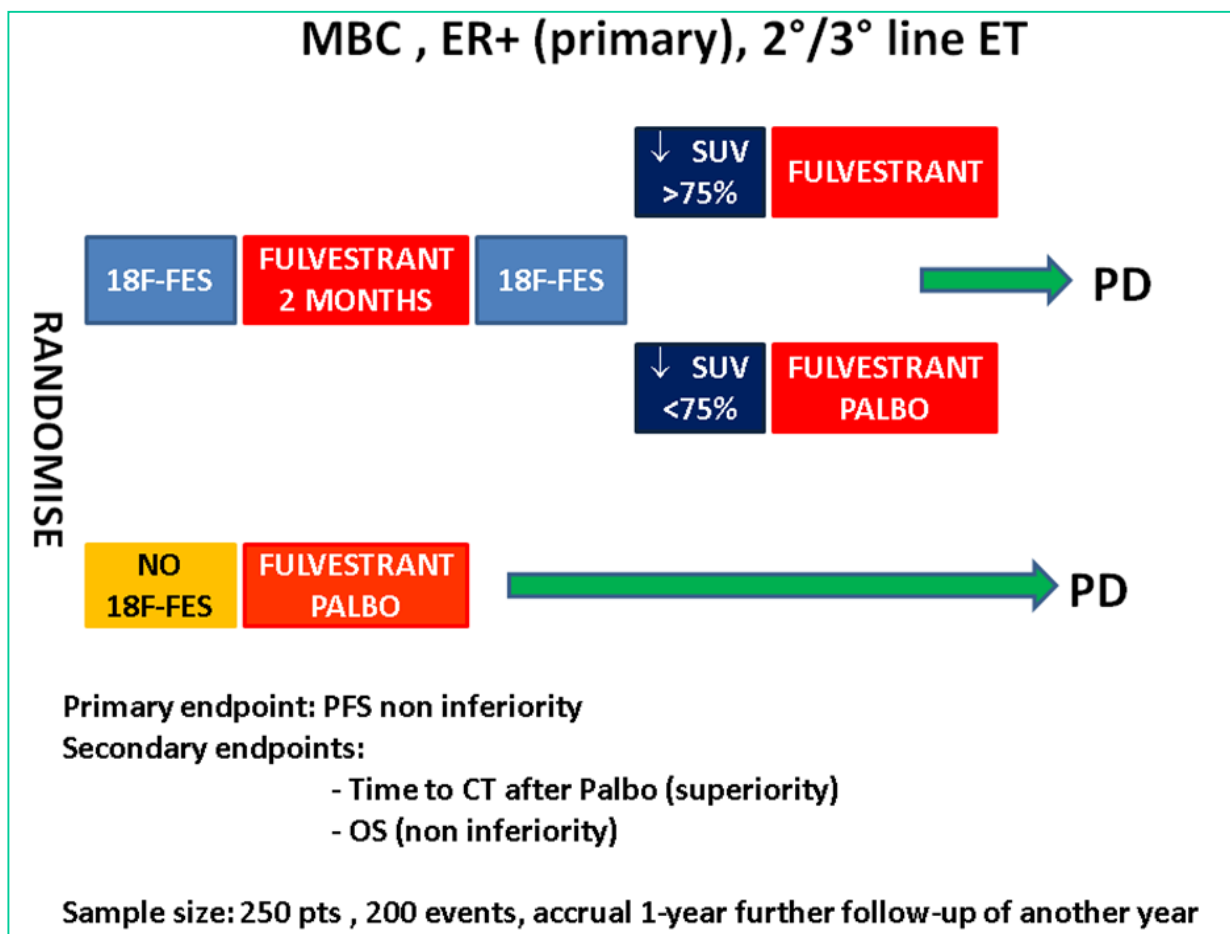 MBC , ER+ (primary), 2°/3° line ET
RANDOMISE
18F-FES
FULVESTRANT
2 MONTHS
18F-FES
↓ SUV
>75%
FULVESTRANT
↓ SUV
<75%
FULVESTRANT
PALBO
PD
NO
18F-FES
FULVESTRANT
PALBO
PD
Primary endpoint: PFS non inferiority
Secondary endpoints:
- Time to CT after Palbo (superiority)
- OS (non inferiority)
Sample size: 250 pts , 200 events, accrual 1-year further follow-up of another year